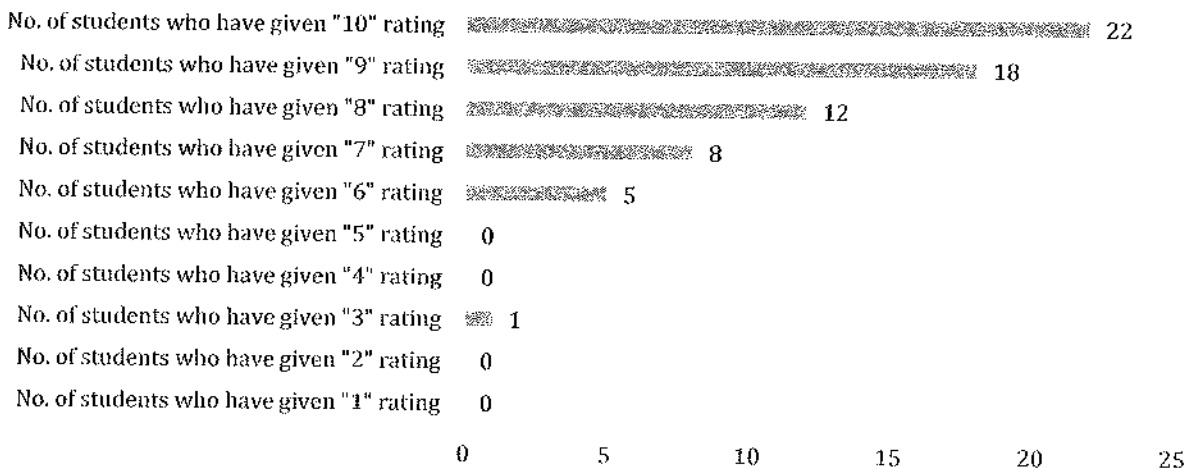 No. of students who have given "10" rating 22
No. of students who have given "9" rating 18
No. of students who have given "8" rating 12
No. of students who have given "7" rating 8
No. of students who have given "6" rating 5
No. of students who have given "5" rating 0
No. of students who have given "4" rating 0
No. of students who have given "3" rating 1
No. of students who have given "2" rating 0
No. of students who have given "1" rating 0
0 5 10 15 20 25